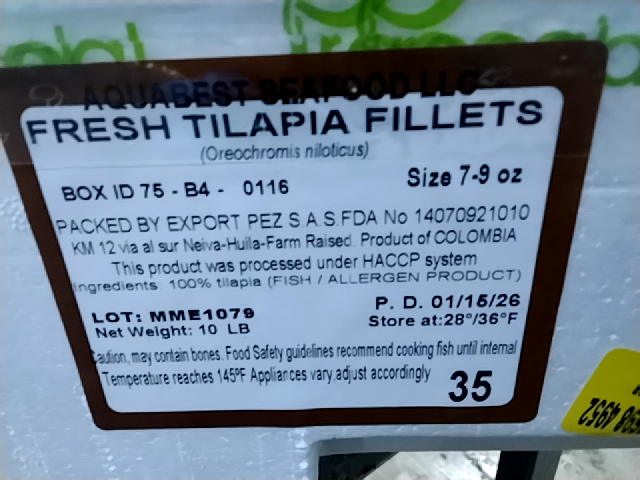 AQUABEST SEAFOOD LLC
FRESH TILAPIA FILLETS
(Oreochromis niloticus)
BOX ID 75 - B4 - 0116 Size 7-9 oz
PACKED BY EXPORT PEZ S.A.S.FDA No 14070921010
KM 12 via al sur Neiva-Huila-Farm Raised. Product of COLOMBIA
This product was processed under HACCP system
Ingredients: 100% tilapia (FISH / ALLERGEN PRODUCT)
LOT: MME1079 P. D. 01/15/26
Net Weight: 10 LB Store at:28°/36°F
Caution, may contain bones. Food Safety guidelines recommend cooking fish until internal
Temperature reaches 145ºF Appliances vary,adjust accordingly
35